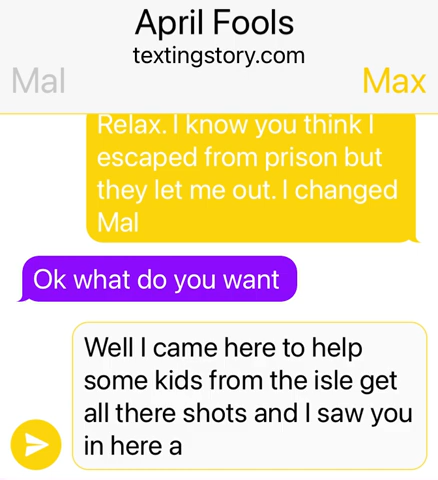 April Fools
textingstory.com
Mal
Max
Relax. I know you think I
escaped from prison but
they let me out. I changed
Mal
Ok what do you want
Well I came here to help
some kids from the isle get
all there shots and I saw you
in here a